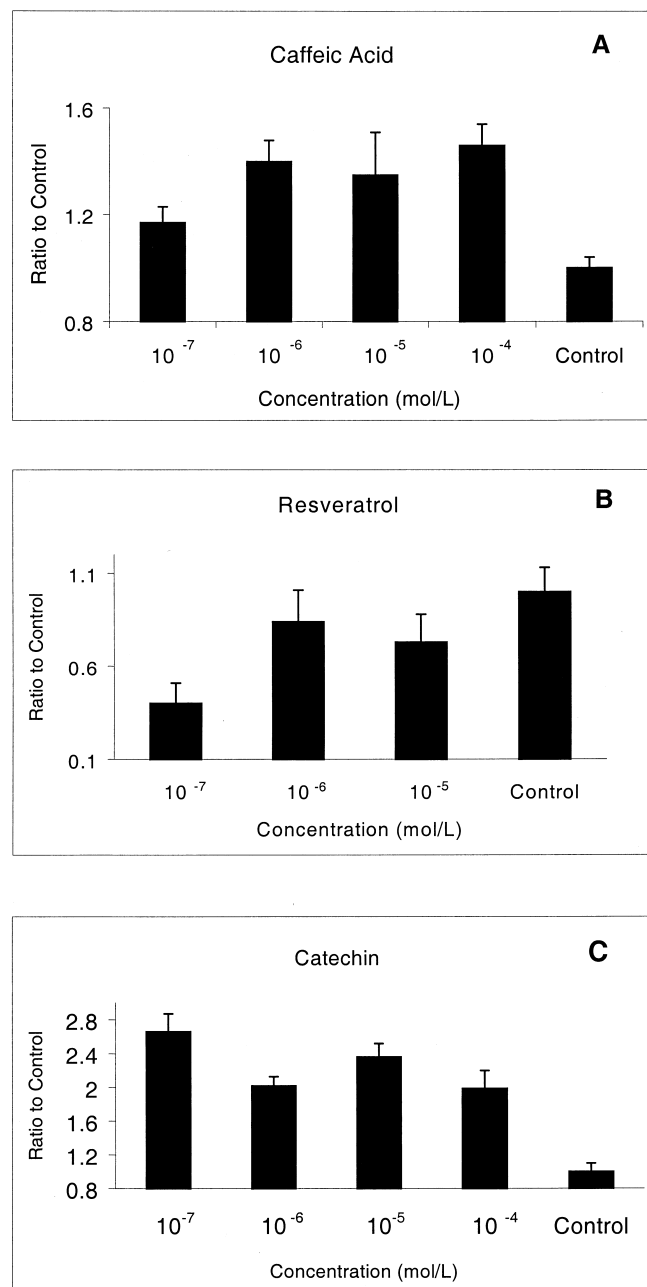 A
Caffeic Acid
Ratio to Control
1.6
1.2
0.8
10⁻⁷ 10⁻⁶ 10⁻⁵ 10⁻⁴ Control
Concentration (mol/L)
B
Resveratrol
Ratio to Control
1.1
0.6
0.1
10⁻⁷ 10⁻⁶ 10⁻⁵ Control
Concentration (mol/L)
C
Catechin
Ratio to Control
2.8
2.4
2
1.6
1.2
0.8
10⁻⁷ 10⁻⁶ 10⁻⁵ 10⁻⁴ Control
Concentration (mol/L)